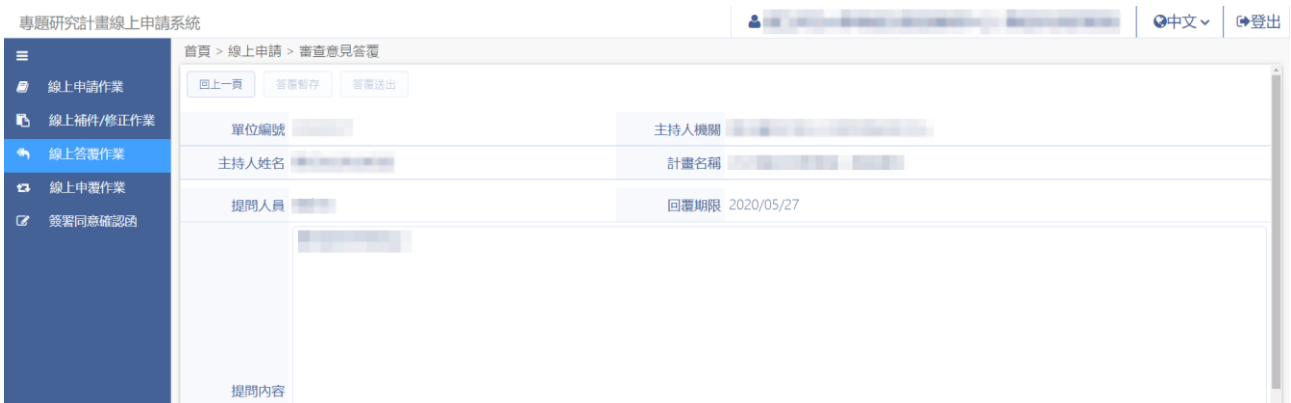 專題研究計畫線上申請系統
中文
登出
首頁 > 線上申請 > 審查意見答覆
線上申請作業
線上補件/修正作業
線上答覆作業
線上申覆作業
簽署同意確認函
回上一頁 答覆暫存 答覆送出
單位編號 主持人機關
主持人姓名 計畫名稱
提問人員 回覆期限 2020/05/27
提問內容